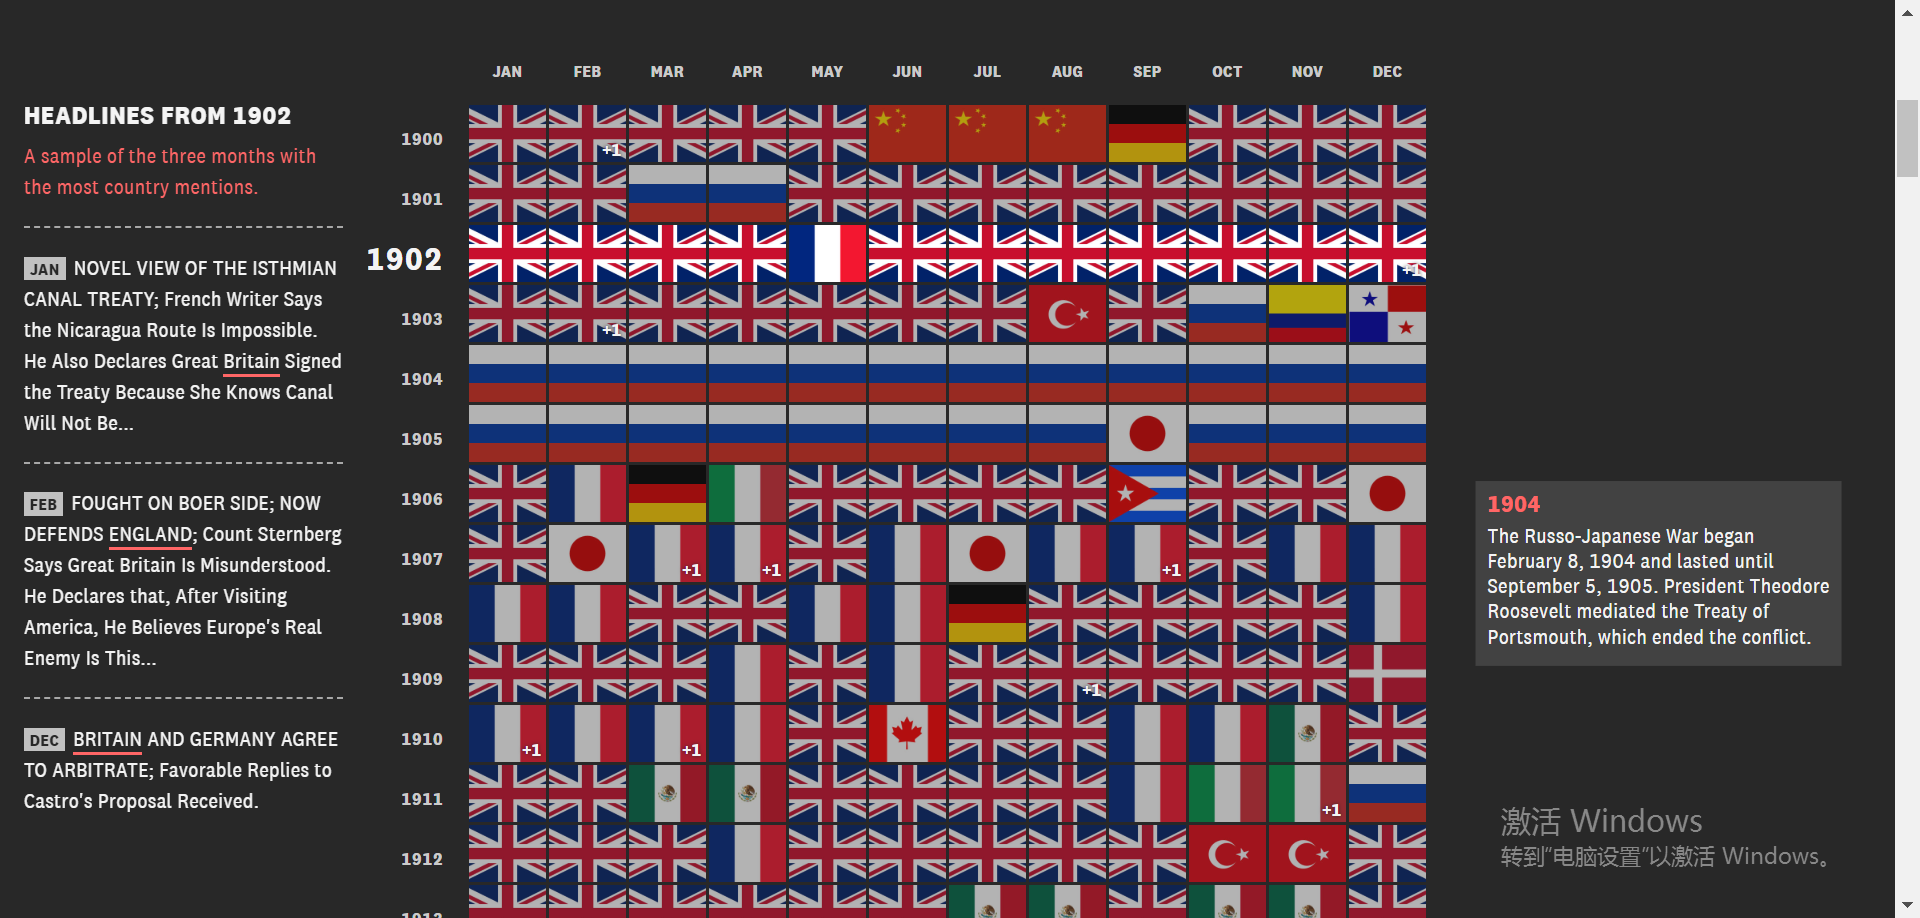 JAN FEB MAR APR MAY JUN JUL AUG SEP OCT NOV DEC
HEADLINES FROM 1902
A sample of the three months with
the most country mentions.
JAN NOVEL VIEW OF THE ISTHMIAN
CANAL TREATY; French Writer Says
the Nicaragua Route Is Impossible.
He Also Declares Great Britain Signed
the Treaty Because She Knows Canal
Will Not Be...
FEB FOUGHT ON BOER SIDE; NOW
DEFENDS ENGLAND; Count Sternberg
Says Great Britain Is Misunderstood.
He Declares that, After Visiting
America, He Believes Europe's Real
Enemy Is This...
DEC BRITAIN AND GERMANY AGREE
TO ARBITRATE; Favorable Replies to
Castro's Proposal Received.
1900 +1
1901
1902 +1
1903 +1
1904
1905
1906
1907 +1 +1 +1
1908
1909 +1
1910 +1 +1
1911 +1
1912
1913
1904
The Russo-Japanese War began
February 8, 1904 and lasted until
September 5, 1905. President Theodore
Roosevelt mediated the Treaty of
Portsmouth, which ended the conflict.
激活 Windows
转到"电脑设置"以激活 Windows。